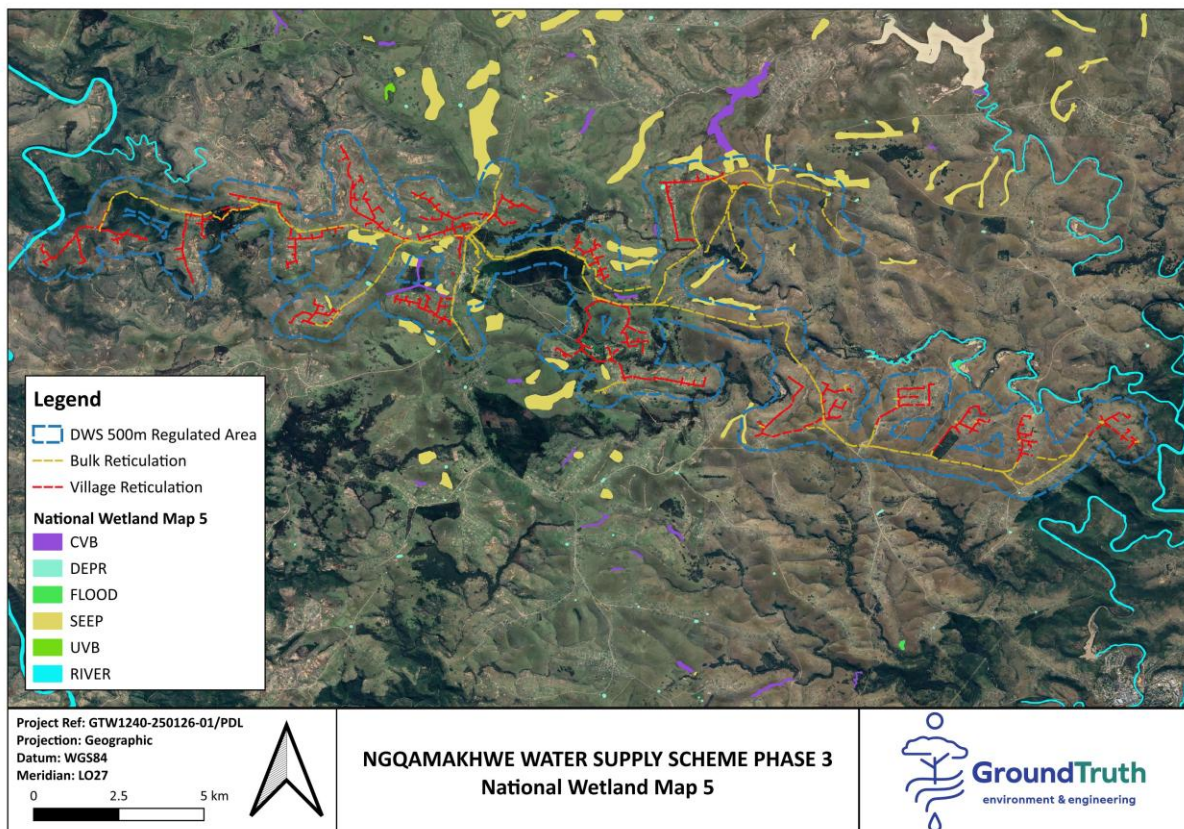 Legend
DWS 500m Regulated Area
Bulk Reticulation
Village Reticulation
National Wetland Map 5
CVB
DEPR
FLOOD
SEEP
UVB
RIVER
Project Ref: GTW1240-250126-01/PDL
Projection: Geographic
Datum: WGS84
Meridian: LO27
0 2.5 5 km
NGQAMAKHWE WATER SUPPLY SCHEME PHASE 3
National Wetland Map 5
GroundTruth
environment & engineering